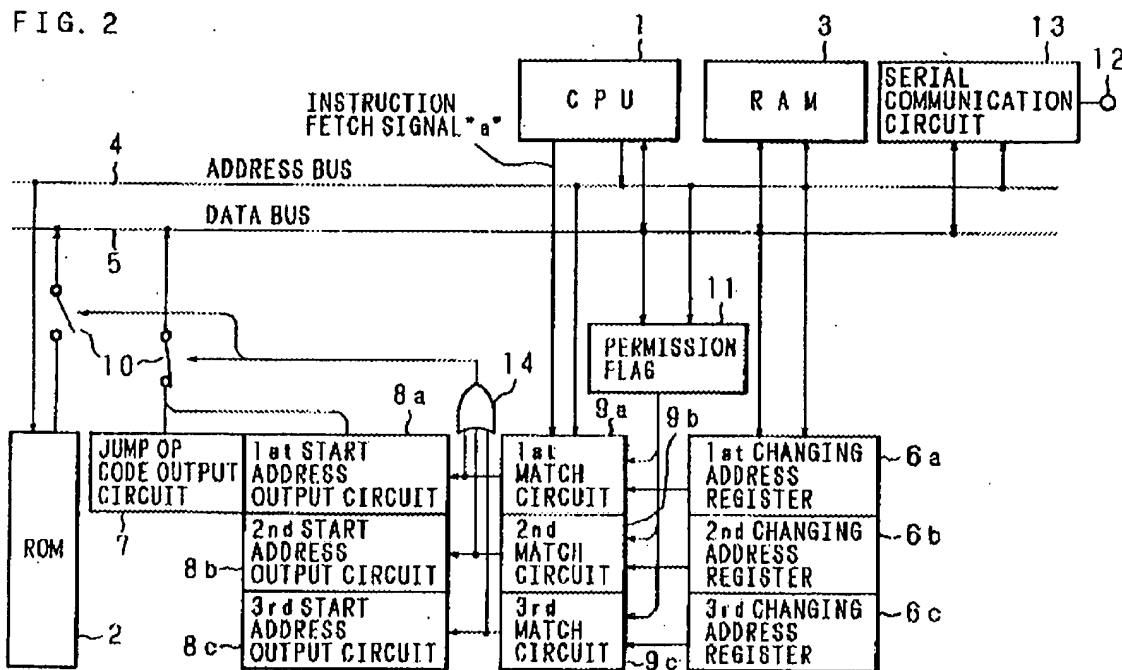 FIG. 2
1
3
13
12
CPU
RAM
SERIAL
COMMUNICATION
CIRCUIT
INSTRUCTION
FETCH SIGNAL "a"
4
ADDRESS BUS
DATA BUS
5
11
PERMISSION
FLAG
10
14
8a
9a
9b
ROM
2
JUMP OP
CODE OUTPUT
CIRCUIT
7
1st START
ADDRESS
OUTPUT CIRCUIT
1st
MATCH
CIRCUIT
1st CHANGING
ADDRESS
REGISTER
6a
8b
2nd START
ADDRESS
OUTPUT CIRCUIT
2nd
MATCH
CIRCUIT
2nd CHANGING
ADDRESS
REGISTER
6b
8c
3rd START
ADDRESS
OUTPUT CIRCUIT
3rd
MATCH
CIRCUIT
9c
3rd CHANGING
ADDRESS
REGISTER
6c